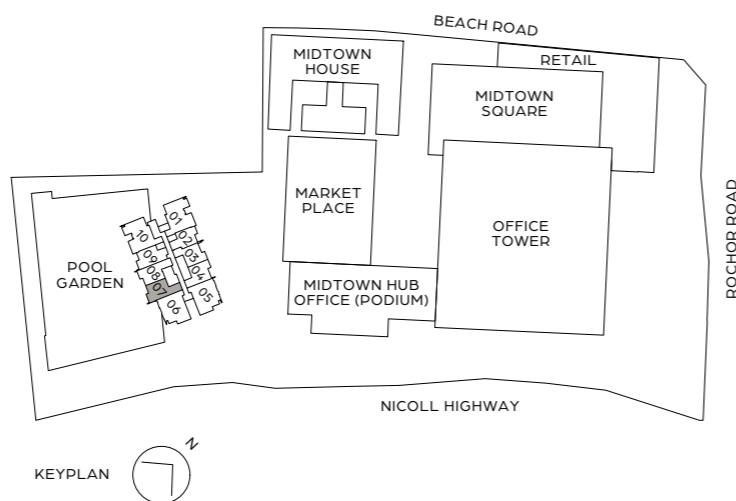 BEACH ROAD
MIDTOWN
HOUSE
RETAIL
MIDTOWN
SQUARE
MARKET
PLACE
OFFICE
TOWER
ROCHOR ROAD
POOL
GARDEN
10
09
08
07
06
01
02
03
04
05
MIDTOWN HUB
OFFICE (PODIUM)
NICOLL HIGHWAY
KEYPLAN
N